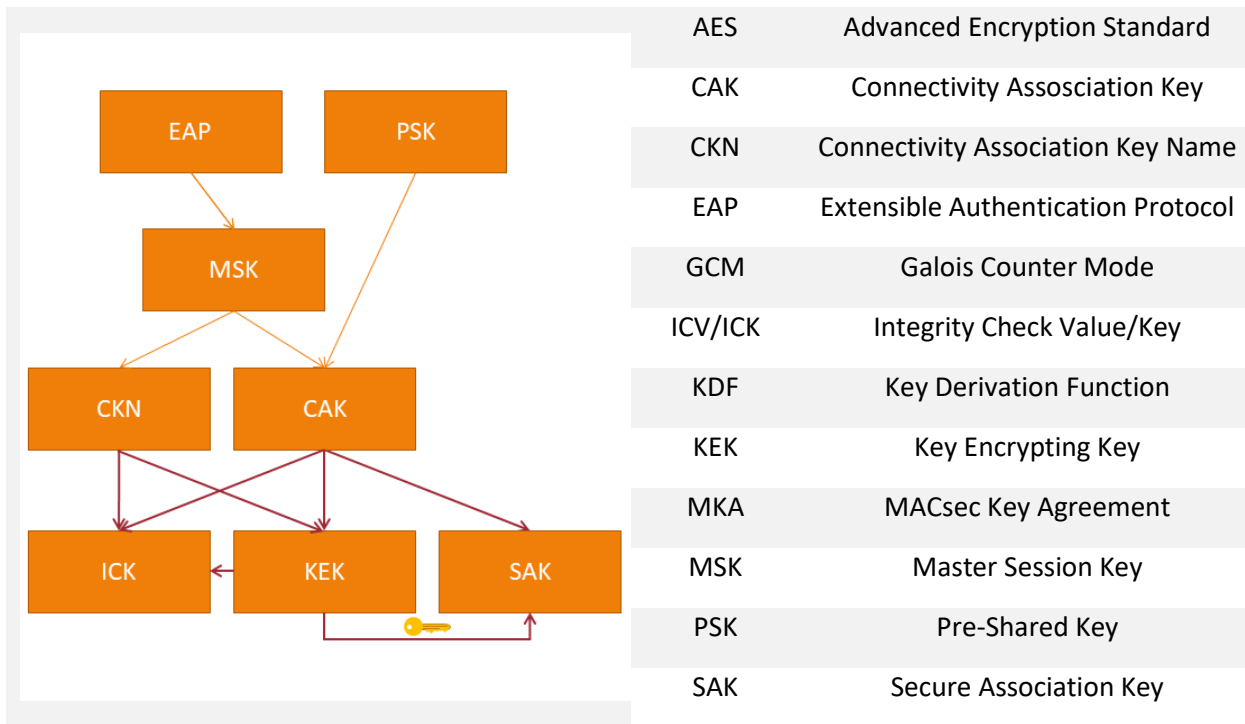 EAP
PSK
MSK
CKN
CAK
ICK
KEK
SAK
AES Advanced Encryption Standard
CAK Connectivity Assosciation Key
CKN Connectivity Association Key Name
EAP Extensible Authentication Protocol
GCM Galois Counter Mode
ICV/ICK Integrity Check Value/Key
KDF Key Derivation Function
KEK Key Encrypting Key
MKA MACsec Key Agreement
MSK Master Session Key
PSK Pre-Shared Key
SAK Secure Association Key